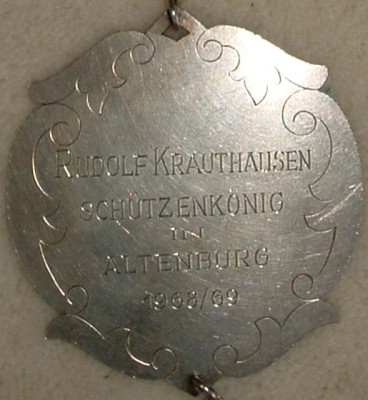 RUDOLF KRAUTHAUSEN
SCHÜTZENKÖNIG
IN
ALTENBURG
1968/69